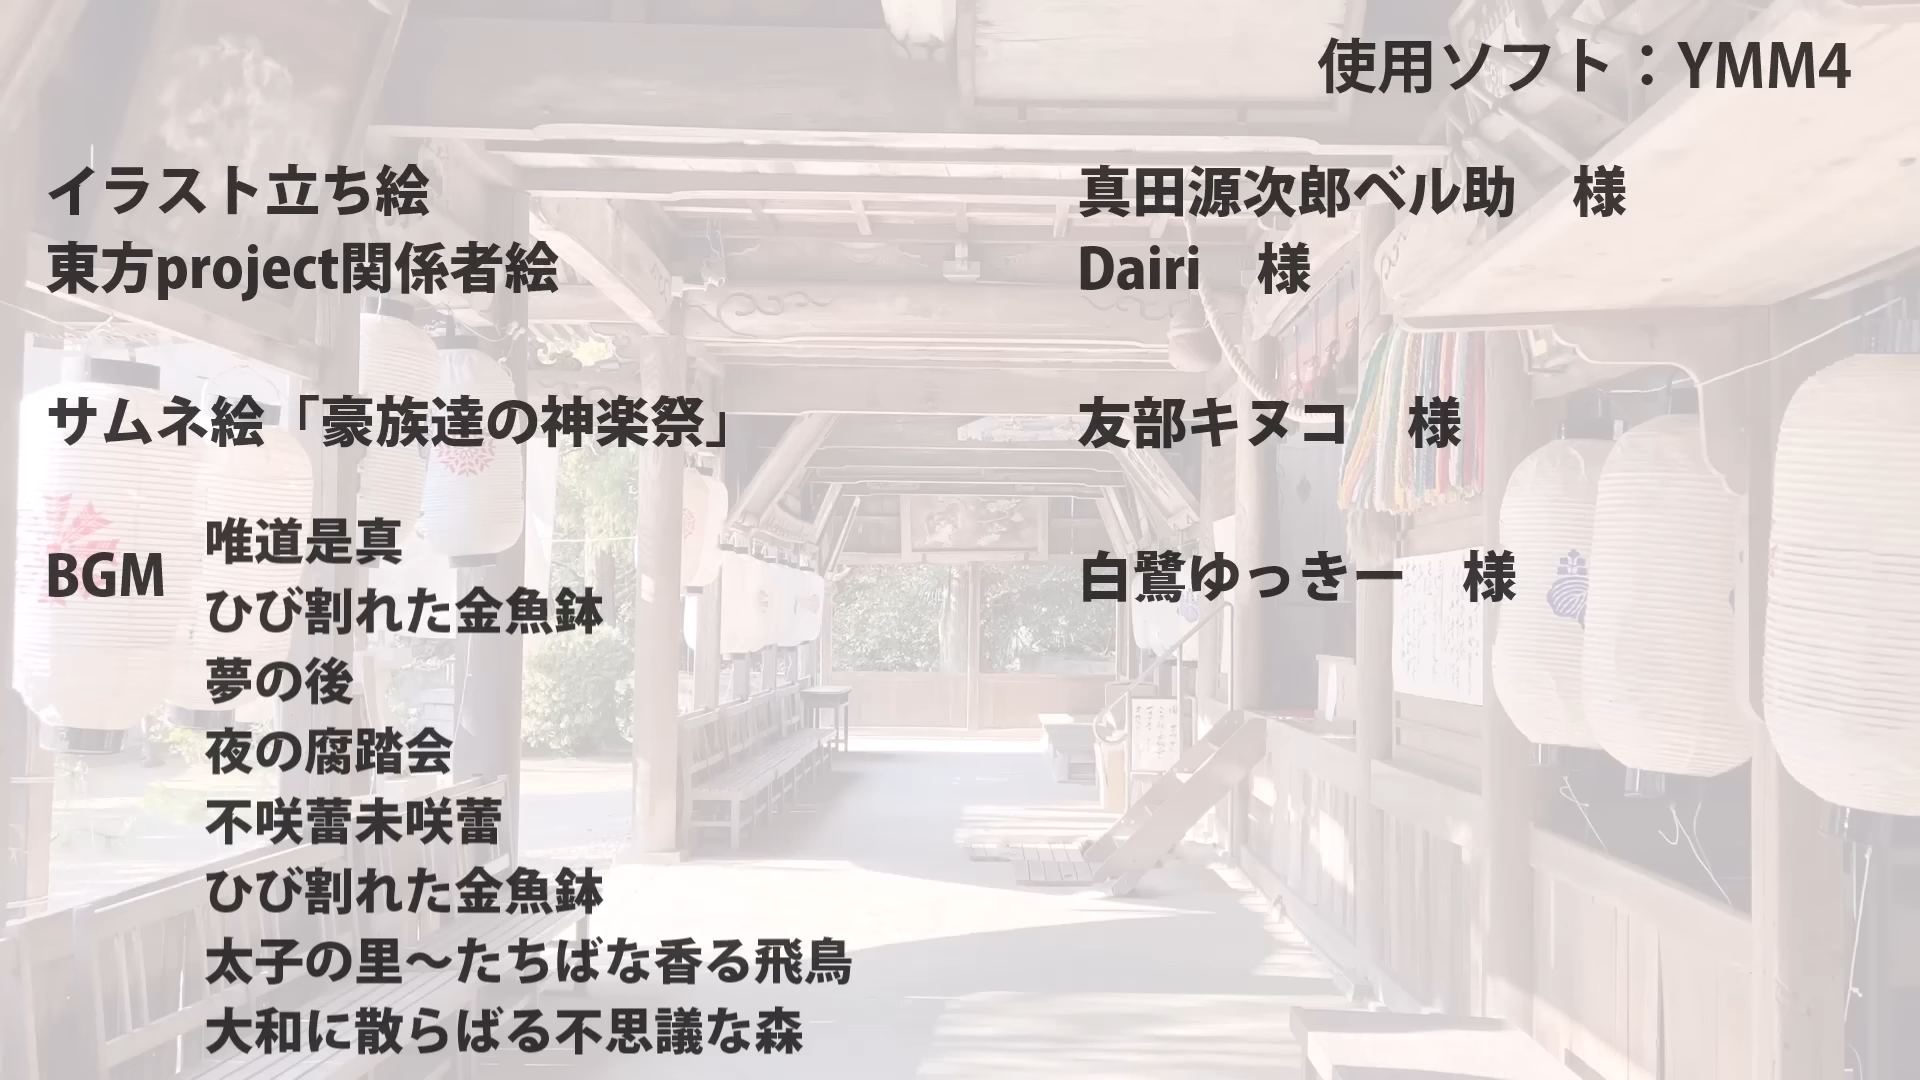 使用ソフト：YMM4
イラスト立ち絵　真田源次郎ベル助　様
東方project関係者絵　Dairi　様
サムネ絵「豪族達の神楽祭」　友部キヌコ　様
BGM　白鷺ゆっきー　様
唯道是真
ひび割れた金魚鉢
夢の後
夜の腐踏会
不咲蕾未咲蕾
ひび割れた金魚鉢
太子の里～たちばな香る飛鳥
大和に散らばる不思議な森